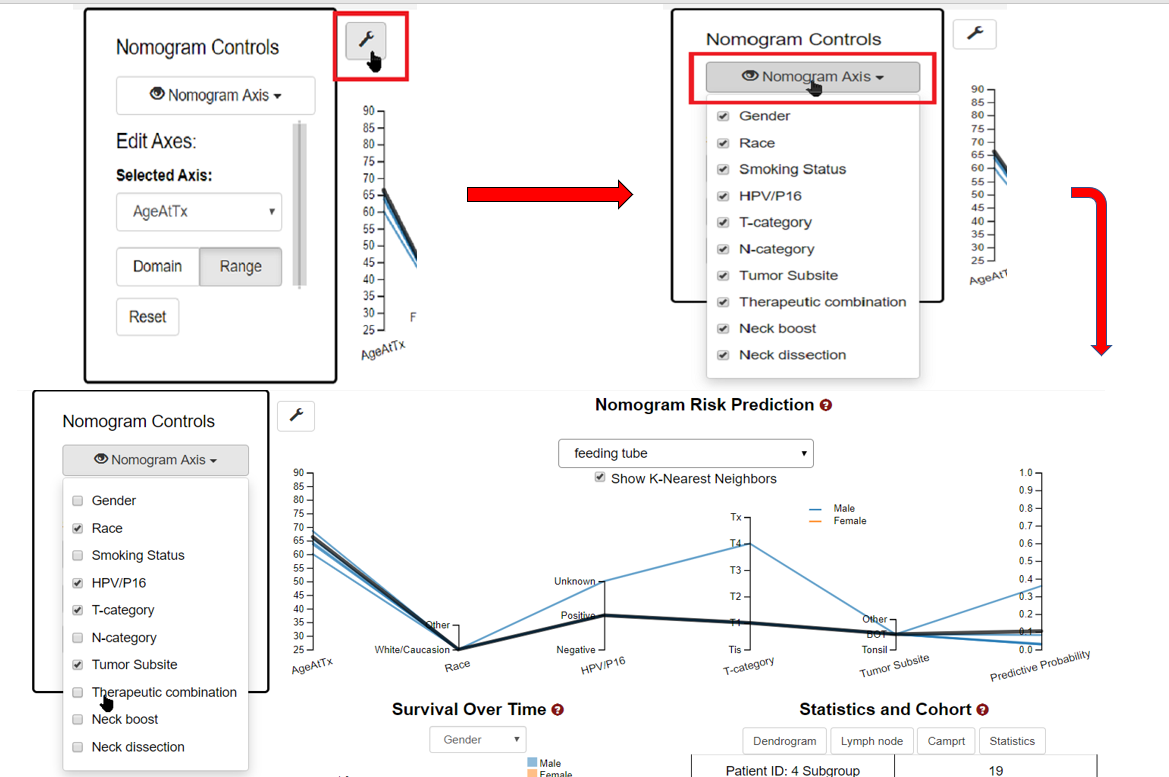 Nomogram Controls
Nomogram Axis
Edit Axes:
Selected Axis:
AgeAtTx
Domain
Range
Reset
90
85
80
75
70
65
60
55
50
45
40
35
30
25
F
AgeAtTx
Nomogram Controls
Nomogram Axis
Gender
Race
Smoking Status
HPV/P16
T-category
N-category
Tumor Subsite
Therapeutic combination
Neck boost
Neck dissection
90
85
80
75
70
65
60
55
50
45
40
35
30
25
AgeAtT
Nomogram Controls
Nomogram Axis
Gender
Race
Smoking Status
HPV/P16
T-category
N-category
Tumor Subsite
Therapeutic combination
Neck boost
Neck dissection
Nomogram Risk Prediction ?
feeding tube
Show K-Nearest Neighbors
Male
Female
90
85
80
75
70
65
60
55
50
45
40
35
30
25
AgeAtTx
Other
White/Caucasion
Race
Unknown
Positive
Negative
HPV/P16
Tx
T4
T3
T2
T1
Tis
T-category
Other
BOT
Tonsil
Tumor Subsite
1.0
0.9
0.8
0.7
0.6
0.5
0.4
0.3
0.2
0.1
0.0
Predictive Probability
Survival Over Time ?
Gender
Male
Female
Statistics and Cohort ?
Dendrogram
Lymph node
Camprt
Statistics
Patient ID: 4 Subgroup
19